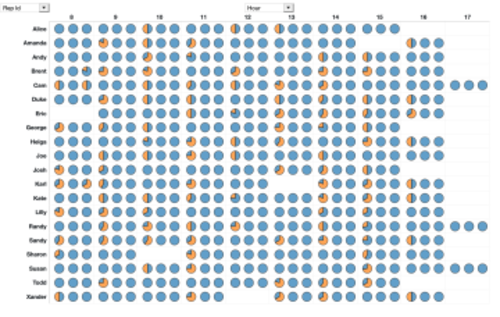 Rep Id Hour
8 9 10 11 12 13 14 15 16 17
Alice
Amanda
Andy
Brent
Cam
Duke
Eric
George
Helga
Joe
Josh
Karl
Kate
Lilly
Randy
Sandy
Sharon
Susan
Todd
Xander